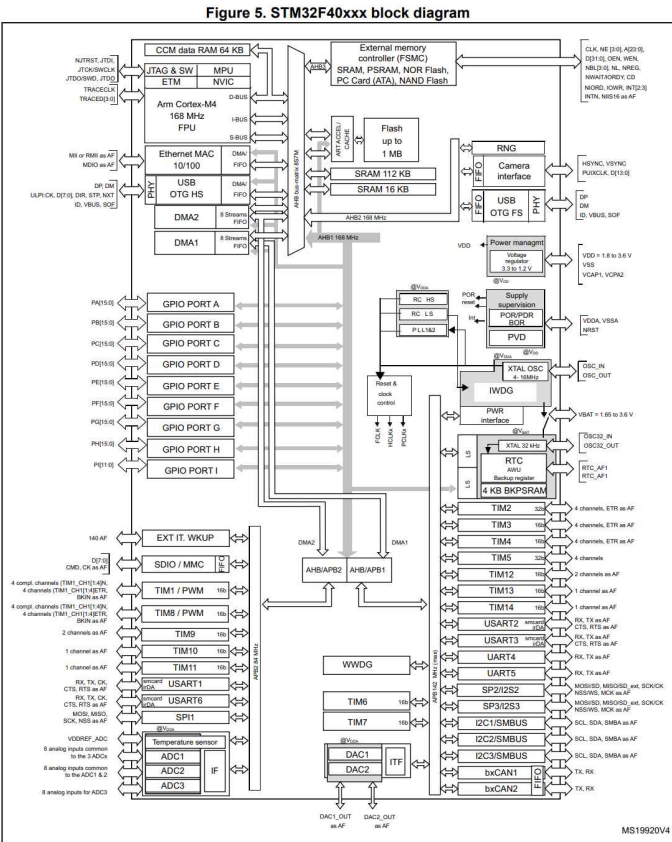 Figure 5. STM32F40xxx block diagram
CCM data RAM 64 KB
NJTRST, JTDI,
JTCK/SWCLK
JTDO/SWD, JTDO
TRACECLK
TRACED[3:0]
JTAG & SW
MPU
ETM
NVIC
Arm Cortex-M4
168 MHz
FPU
D-BUS
I-BUS
S-BUS
MII or RMII as AF
MDIO as AF
Ethernet MAC
10/100
DMA/
FIFO
DP, DM
ULPI:CK, D[7:0], DIR, STP, NXT
ID, VBUS, SOF
PHY
USB
OTG HS
DMA/
FIFO
DMA2
8 Streams
FIFO
DMA1
8 Streams
FIFO
AHB bus-matrix 8S7M
AHB3
External memory
controller (FSMC)
SRAM, PSRAM, NOR Flash,
PC Card (ATA), NAND Flash
CLK, NE [3:0], A[23:0],
D[31:0], OEN, WEN,
NBL[3:0], NL, NREG,
NWAIT/IORDY, CD
NIORD, IOWR, INT[2:3]
INTN, NIIS16 as AF
ART ACCEL/
CACHE
Flash
up to
1 MB
SRAM 112 KB
SRAM 16 KB
AHB2 168 MHz
AHB1 168 MHz
RNG
FIFO
Camera
interface
HSYNC, VSYNC
PUIXCLK, D[13:0]
FIFO
USB
OTG FS
PHY
DP
DM
ID, VBUS, SOF
VDD
Power managmt
Voltage
regulator
3.3 to 1.2 V
VDD = 1.8 to 3.6 V
VSS
VCAP1, VCPA2
@VDD
POR
reset
Int
Supply
supervision
POR/PDR
BOR
PVD
VDDA, VSSA
NRST
@VDDA
RC HS
RC LS
PLL1&2
@VDDA
@VDD
XTAL OSC
4- 16MHz
OSC_IN
OSC_OUT
IWDG
Reset &
clock
control
FCLK
HCLKx
PCLKx
PWR
interface
VBAT = 1.65 to 3.6 V
@VBAT
LS
XTAL 32 kHz
OSC32_IN
OSC32_OUT
LS
RTC
AWU
Backup register
RTC_AF1
RTC_AF1
4 KB BKPSRAM
PA[15:0]
GPIO PORT A
PB[15:0]
GPIO PORT B
PC[15:0]
GPIO PORT C
PD[15:0]
GPIO PORT D
PE[15:0]
GPIO PORT E
PF[15:0]
GPIO PORT F
PG[15:0]
GPIO PORT G
PH[15:0]
GPIO PORT H
PI[11:0]
GPIO PORT I
DMA2
DMA1
AHB/APB2
AHB/APB1
140 AF
EXT IT. WKUP
D[7:0]
CMD, CK as AF
SDIO / MMC
FIFO
4 compl. channels (TIM1_CH1[1:4]N,
4 channels (TIM1_CH1[1:4]ETR,
BKIN as AF
TIM1 / PWM
16b
4 compl. channels (TIM1_CH1[1:4]N,
4 channels (TIM1_CH1[1:4]ETR,
BKIN as AF
TIM8 / PWM
16b
2 channels as AF
TIM9
16b
1 channel as AF
TIM10
16b
1 channel as AF
TIM11
16b
RX, TX, CK,
CTS, RTS as AF
smcard
irDA
USART1
RX, TX, CK,
CTS, RTS as AF
smcard
irDA
USART6
MOSI, MISO,
SCK, NSS as AF
SPI1
APB2 84 MHz
@VDDA
VDDREF_ADC
Temperature sensor
8 analog inputs common
to the 3 ADCs
ADC1
8 analog inputs common
to the ADC1 & 2
ADC2
8 analog inputs for ADC3
ADC3
IF
WWDG
TIM6
16b
TIM7
16b
@VDDA
DAC1
DAC2
ITF
DAC1_OUT
as AF
DAC2_OUT
as AF
TIM2
32b
4 channels, ETR as AF
TIM3
16b
4 channels, ETR as AF
TIM4
16b
4 channels, ETR as AF
TIM5
32b
4 channels
TIM12
16b
2 channels as AF
TIM13
16b
1 channel as AF
TIM14
16b
1 channel as AF
USART2
smcard
irDA
RX, TX as AF
CTS, RTS as AF
USART3
smcard
irDA
RX, TX as AF
CTS, RTS as AF
UART4
RX, TX as AF
UART5
RX, TX as AF
SP2/I2S2
MOSI/SD, MISO/SD_ext, SCK/CK
NSS/WS, MCK as AF
SP3/I2S3
MOSI/SD, MISO/SD_ext, SCK/CK
NSS/WS, MCK as AF
I2C1/SMBUS
SCL, SDA, SMBA as AF
I2C2/SMBUS
SCL, SDA, SMBA as AF
I2C3/SMBUS
SCL, SDA, SMBA as AF
bxCAN1
TX, RX
bxCAN2
FIFO
TX, RX
MS19920V4